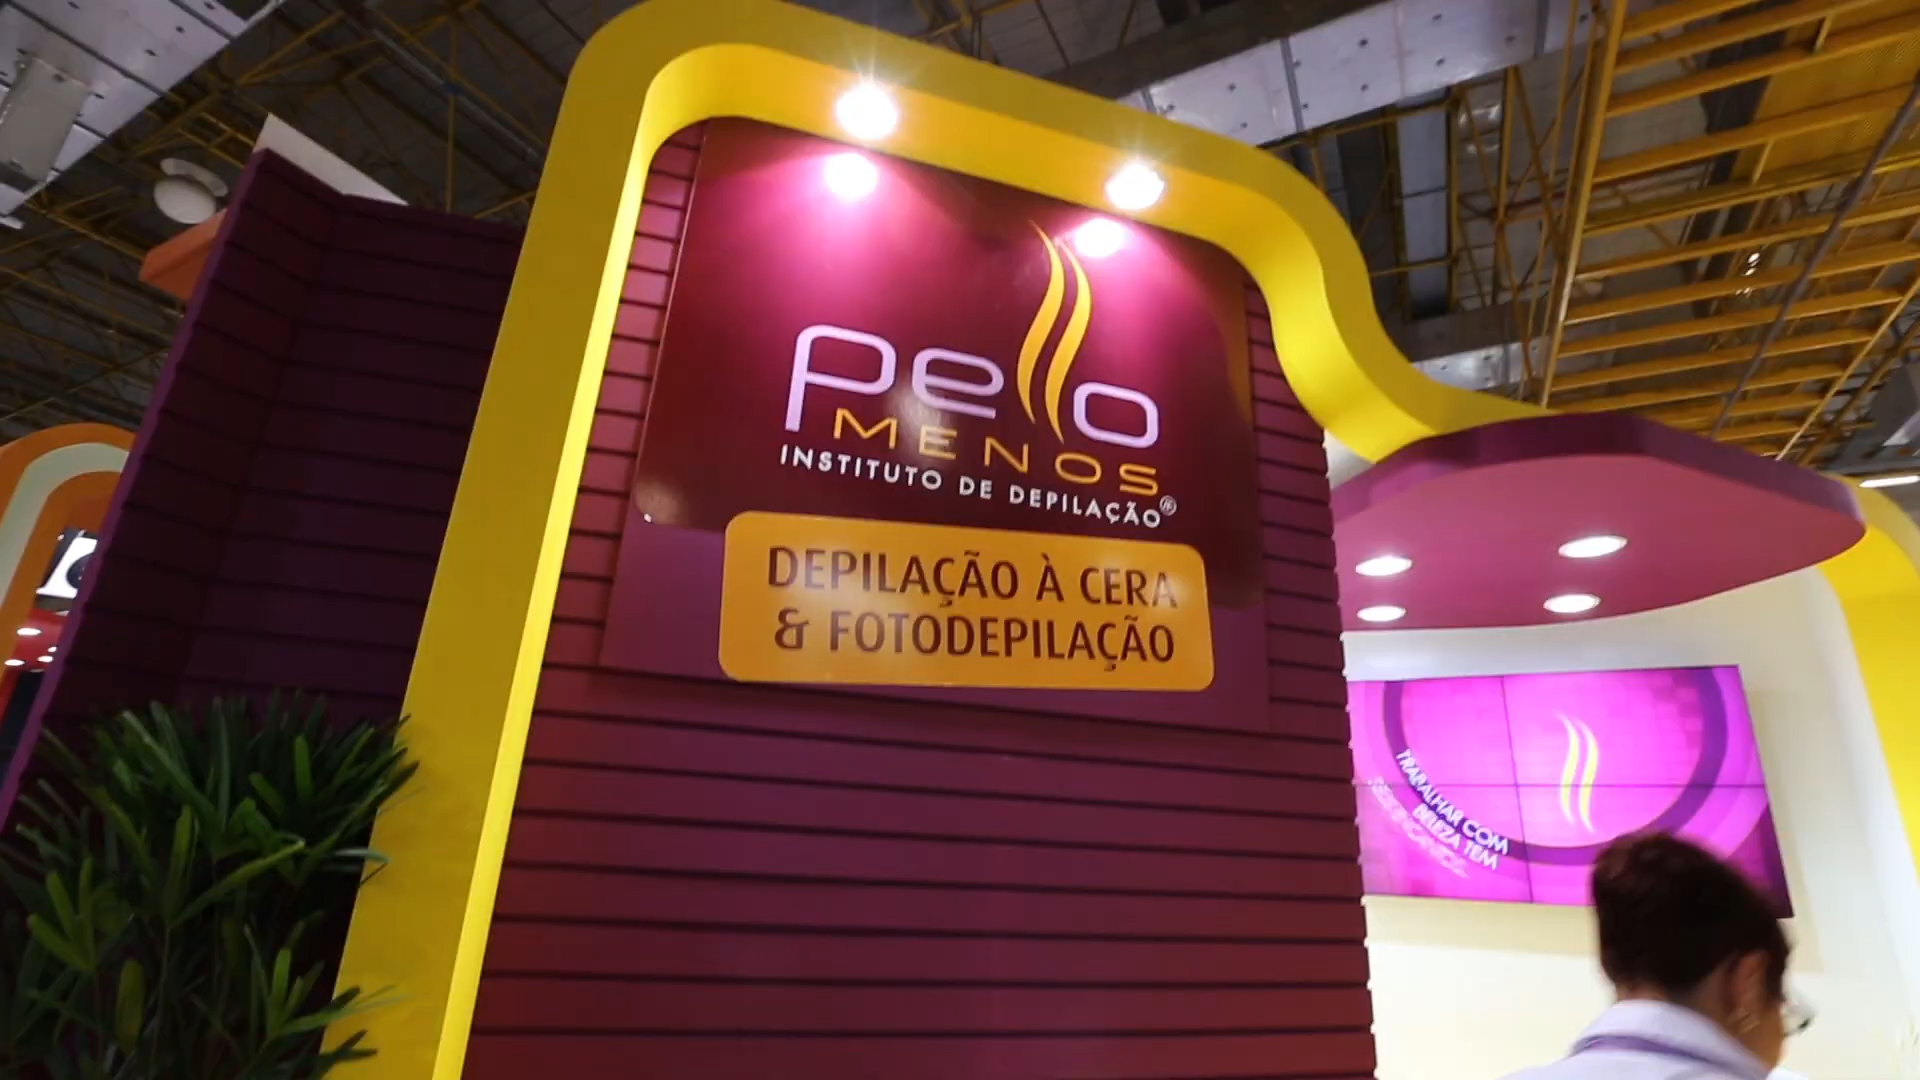 pello
MENOS
INSTITUTO DE DEPILAÇÃO®
DEPILAÇÃO À CERA
& FOTODEPILAÇÃO
TRABALHAR COM
BELEZA TEM